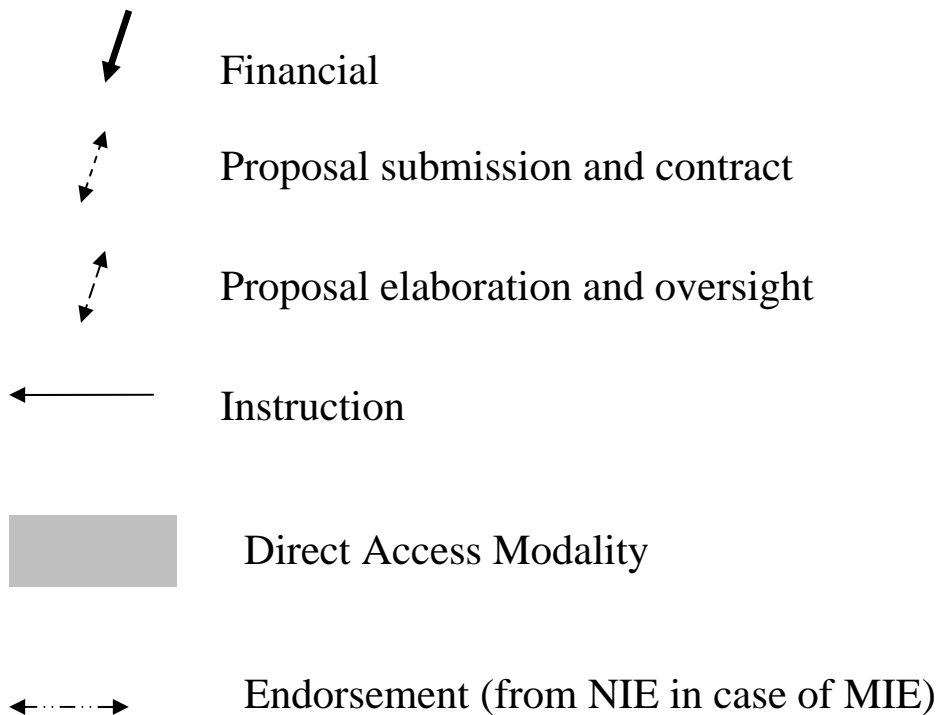 Financial
Proposal submission and contract
Proposal elaboration and oversight
Instruction
Direct Access Modality
Endorsement (from NIE in case of MIE)